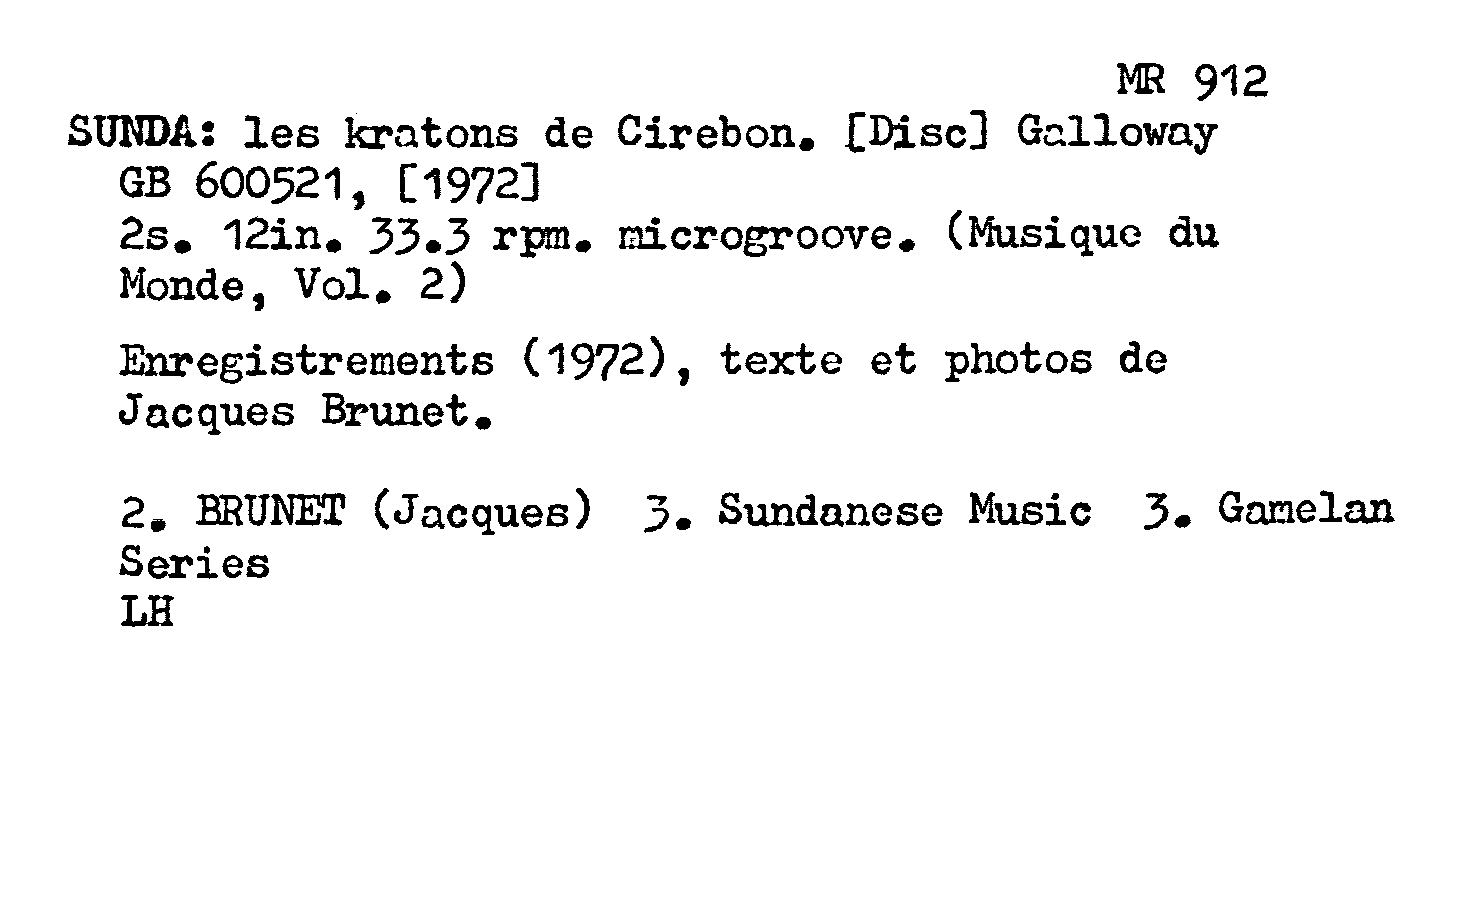 MR 912
SUNDA: les kratons de Cirebon. [Disc] Galloway
GB 600521, [1972]
2s. 12in. 33.3 rpm. microgroove. (Musique du
Monde, Vol. 2)
Enregistrements (1972), texte et photos de
Jacques Brunet.
2. BRUNET (Jacques) 3. Sundanese Music 3. Gamelan
Series
LH